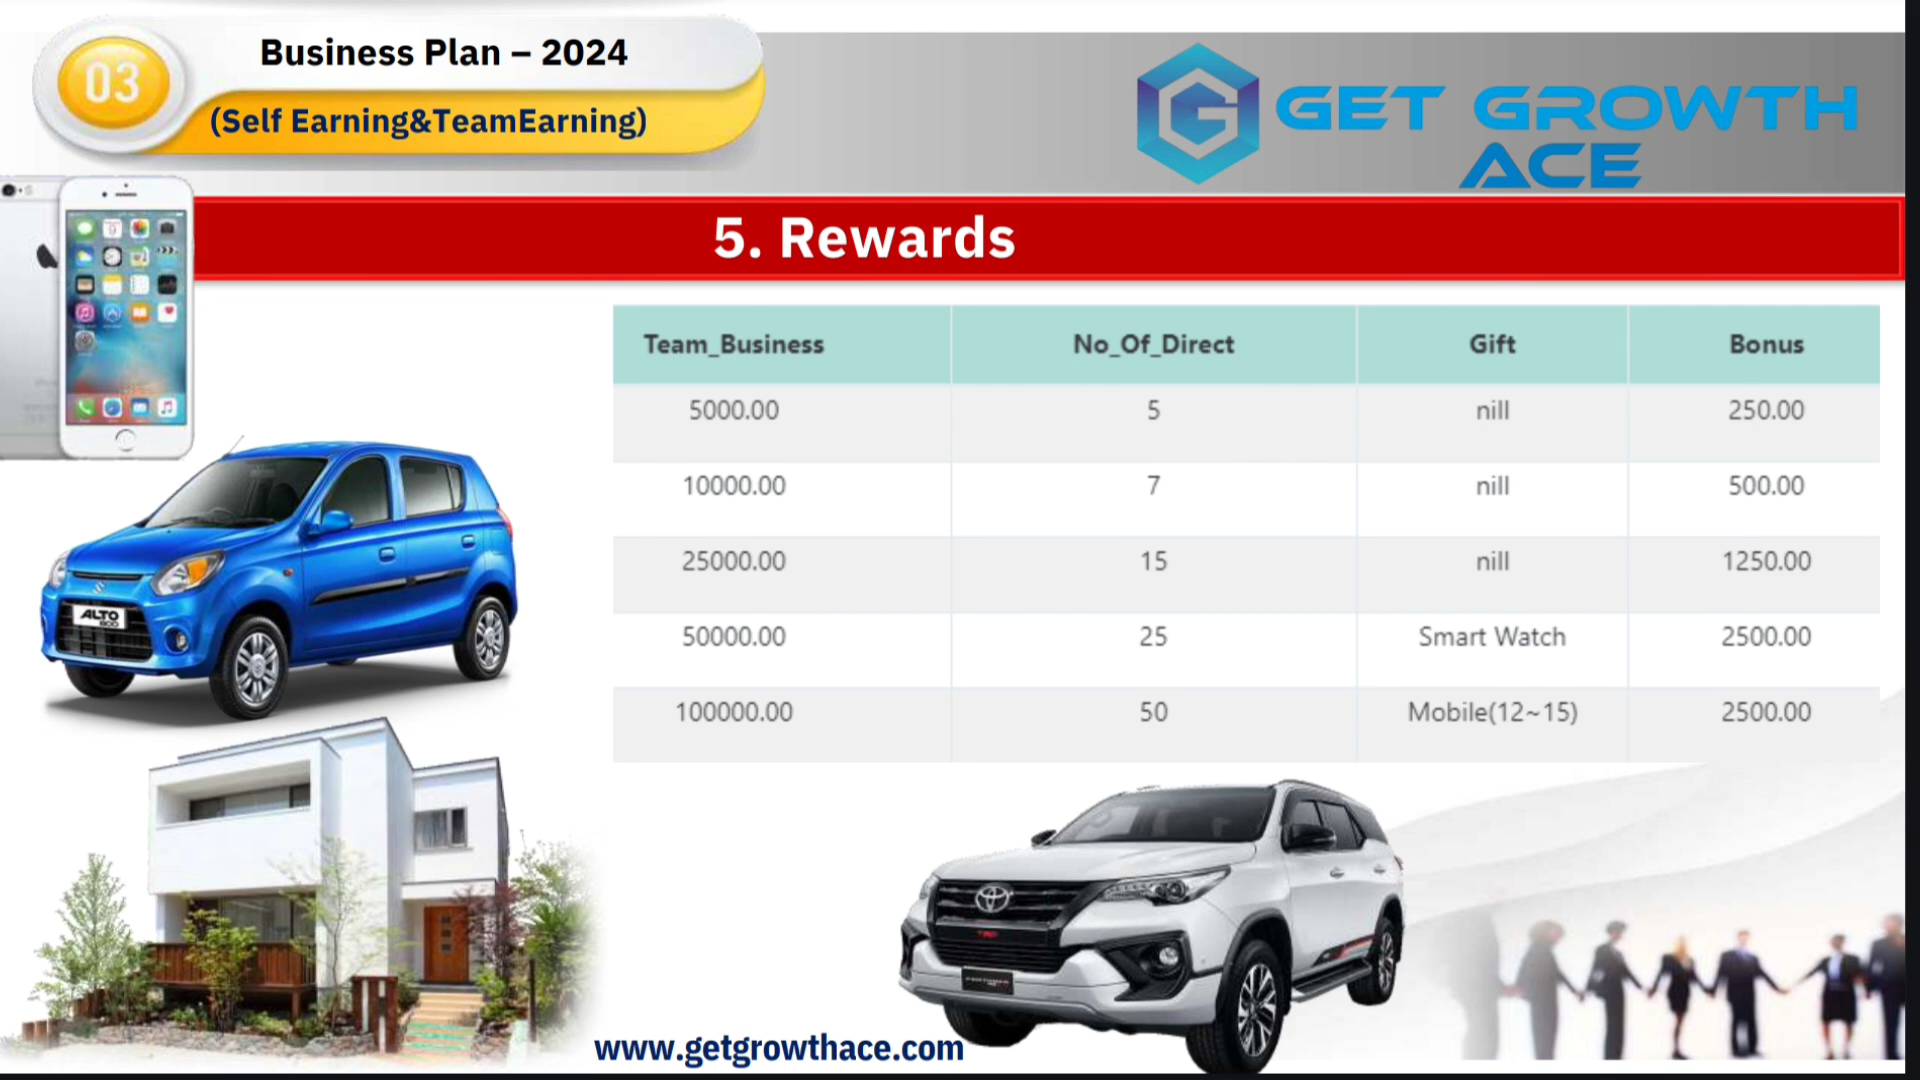 03
Business Plan – 2024
(Self Earning&TeamEarning)
GET GROWTH
ACE
5. Rewards
Team_Business No_Of_Direct Gift Bonus
5000.00 5 nill 250.00
10000.00 7 nill 500.00
25000.00 15 nill 1250.00
50000.00 25 Smart Watch 2500.00
100000.00 50 Mobile(12~15) 2500.00
ALTO
800
www.getgrowthace.com